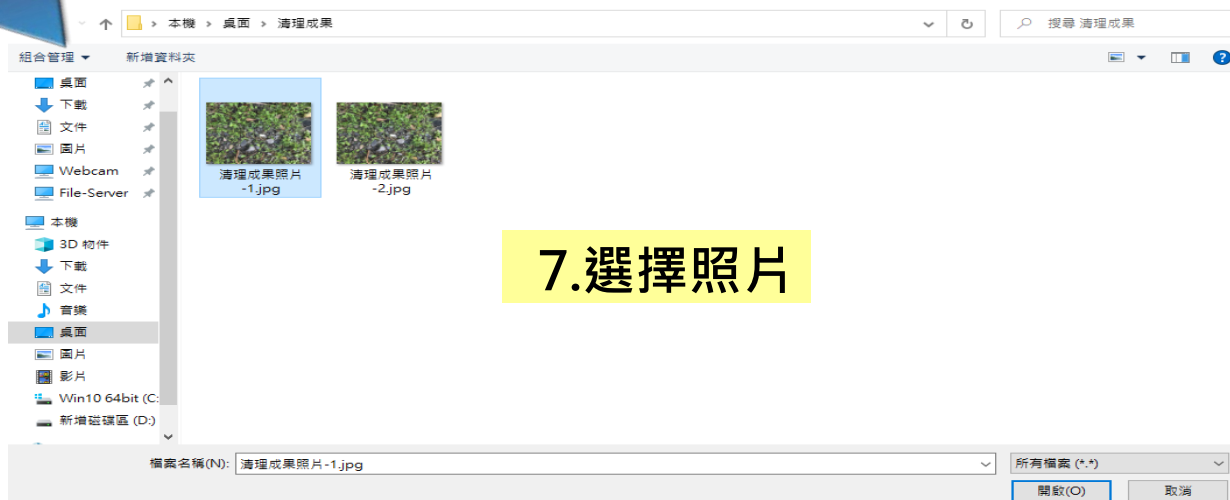 本機 › 桌面 › 清理成果
搜尋 清理成果
組合管理
新增資料夾
桌面
下載
文件
圖片
Webcam
File-Server
本機
3D 物件
下載
文件
音樂
桌面
圖片
影片
Win10 64bit (C:
新增磁碟區 (D:)
清理成果照片
-1.jpg
清理成果照片
-2.jpg
7.選擇照片
檔案名稱(N):
清理成果照片-1.jpg
所有檔案 (*.*)
開啟(O)
取消